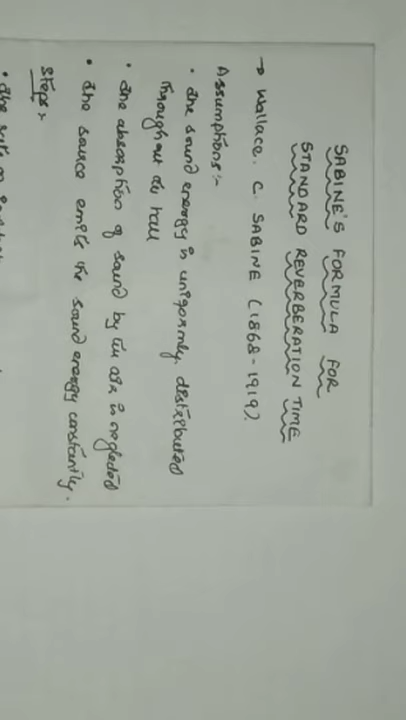 SABINE'S FORMULA FOR
STANDARD REVERBERATION TIME
→ Wallace. C. SABINE (1868-1919).
Assumptions:-
• The sound energy is uniformly distributed
throughout the hall
• The absorption of sound by the air is neglected
• The source emits the sound energy constantly.
Steps:-
• The